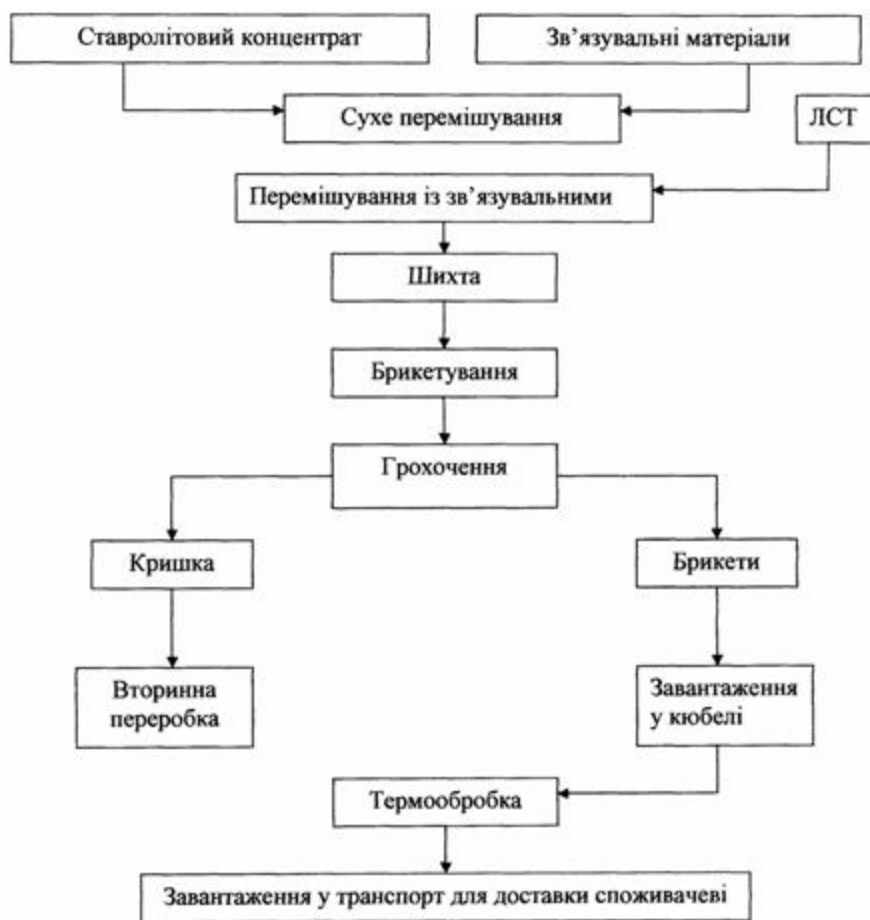 Ставролітовий концентрат
Зв’язувальні матеріали
Сухе перемішування
ЛСТ
Перемішування із зв’язувальними
Шихта
Брикетування
Грохочення
Кришка
Брикети
Вторинна
переробка
Завантаження
у кюбелі
Термообробка
Завантаження у транспорт для доставки споживачеві